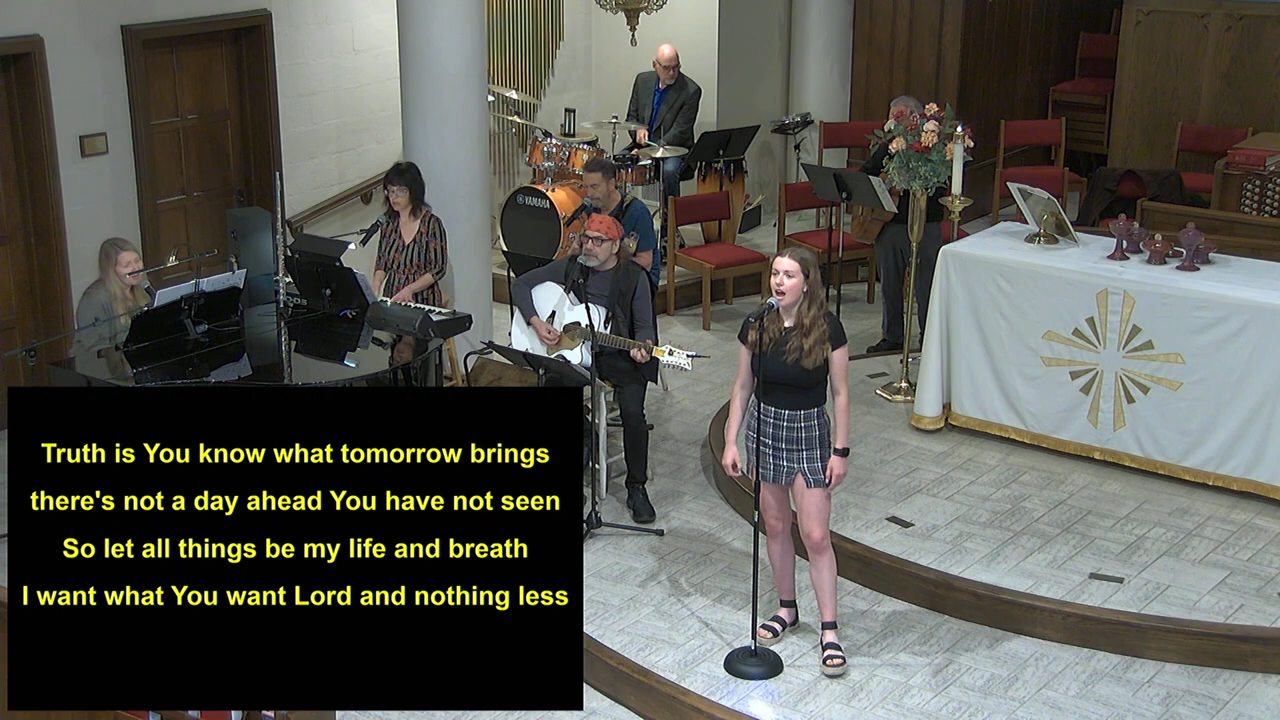 YAMAHA
Truth is You know what tomorrow brings
there's not a day ahead You have not seen
So let all things be my life and breath
I want what You want Lord and nothing less